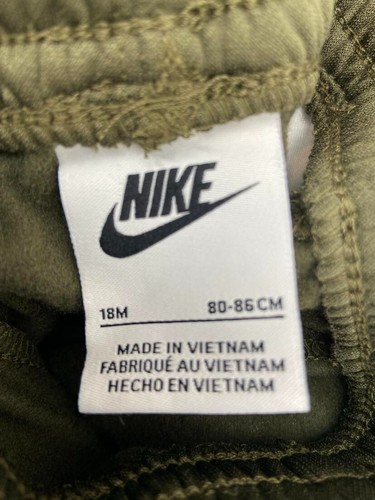 NIKE
18M 80-86 CM
MADE IN VIETNAM
FABRIQUÉ AU VIETNAM
HECHO EN VIETNAM